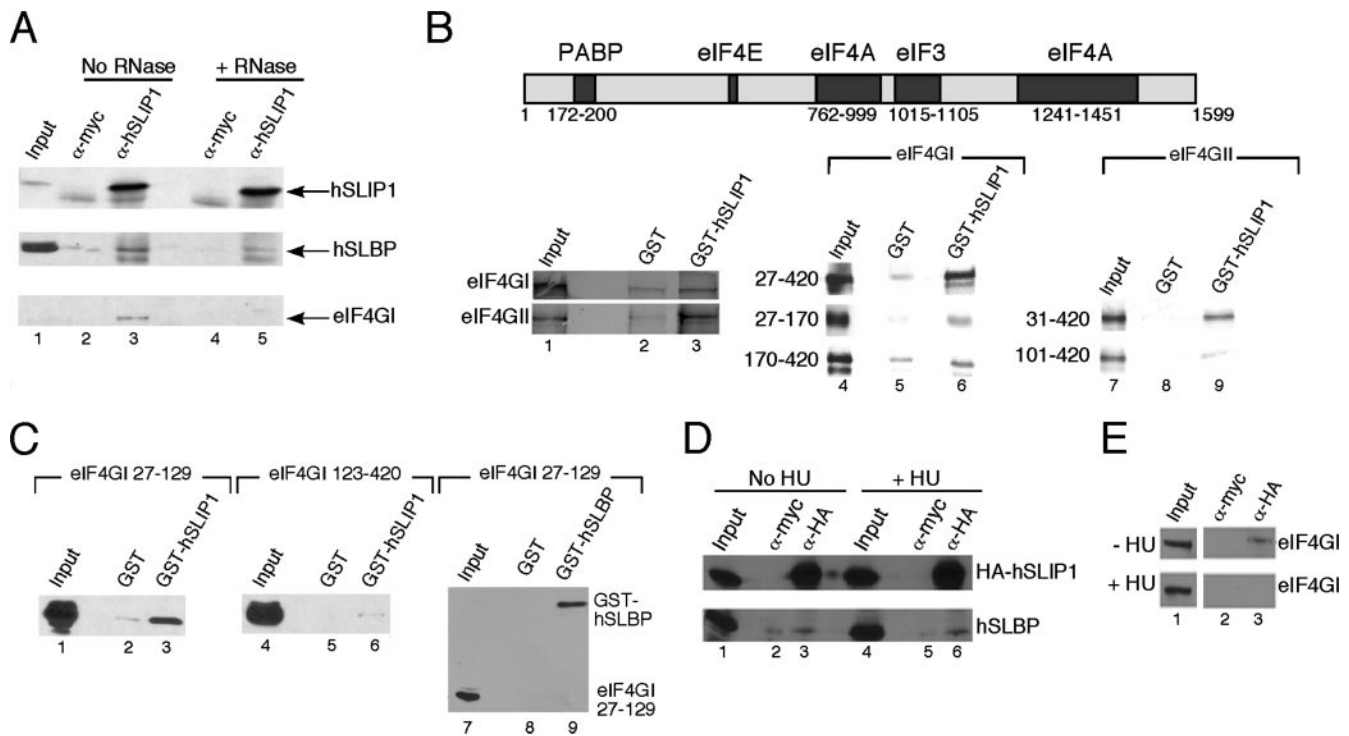 A
No RNase
+ RNase
Input
α-myc
α-hSLIP1
α-myc
α-hSLIP1
hSLIP1
hSLBP
eIF4GI
1 2 3 4 5
B
PABP eIF4E eIF4A eIF3 eIF4A
1 172-200 762-999 1015-1105 1241-1451 1599
Input
GST
GST-hSLIP1
eIF4GI
eIF4GII
1 2 3
eIF4GI
Input
GST
GST-hSLIP1
27-420
27-170
170-420
4 5 6
eIF4GII
Input
GST
GST-hSLIP1
31-420
101-420
7 8 9
C
eIF4GI 27-129
Input
GST
GST-hSLIP1
1 2 3
eIF4GI 123-420
Input
GST
GST-hSLIP1
4 5 6
eIF4GI 27-129
Input
GST
GST-hSLBP
GST-
hSLBP
eIF4GI
27-129
7 8 9
D
No HU
+ HU
Input
α-myc
α-HA
Input
α-myc
α-HA
HA-hSLIP1
hSLBP
1 2 3 4 5 6
E
Input
α-myc
α-HA
- HU
eIF4GI
+ HU
eIF4GI
1 2 3